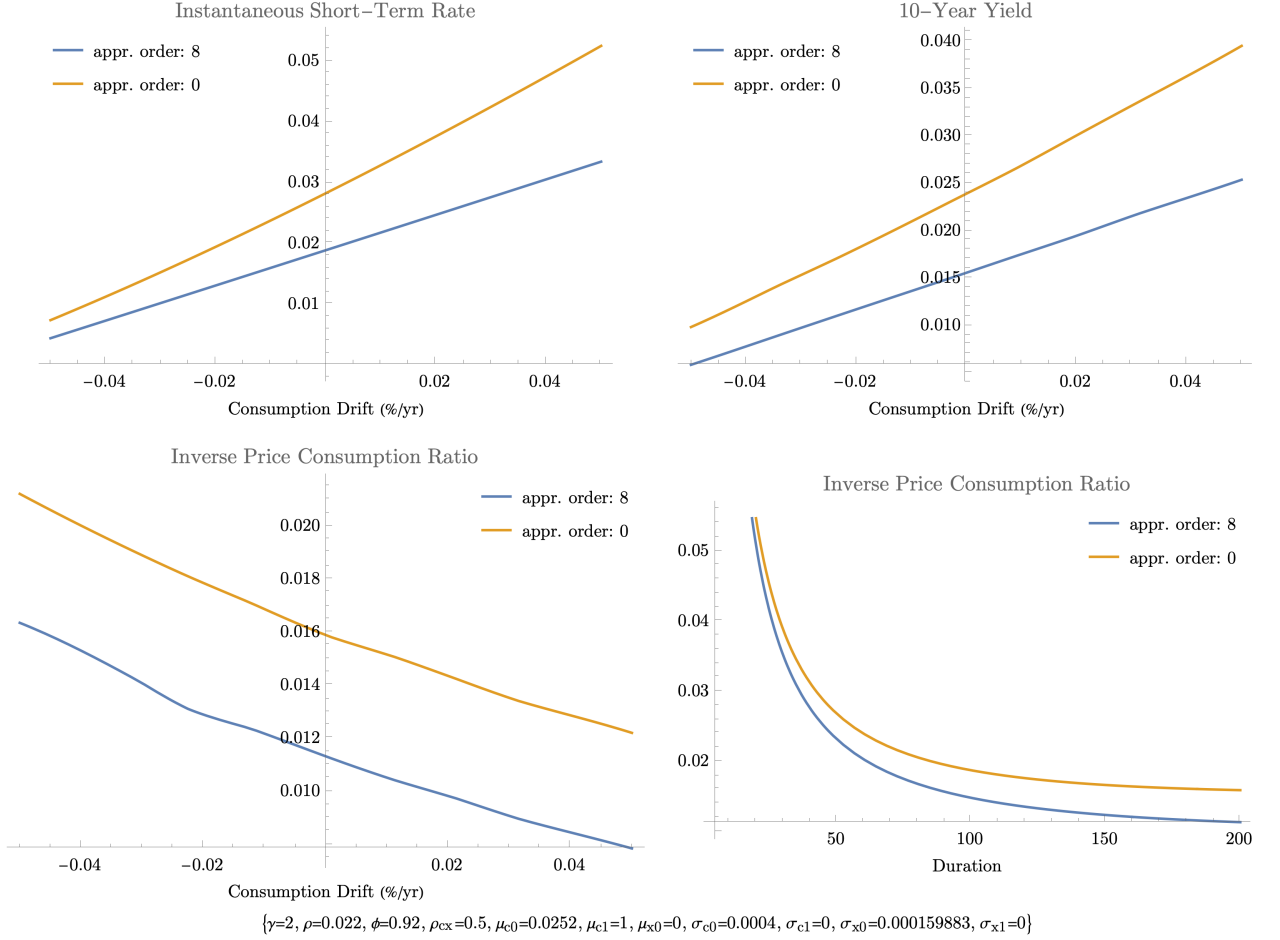 Instantaneous Short−Term Rate
appr. order: 8
appr. order: 0
0.05
0.04
0.03
0.02
0.01
−0.04
−0.02
0.02
0.04
Consumption Drift (%/yr)
10−Year Yield
appr. order: 8
appr. order: 0
0.040
0.035
0.030
0.025
0.020
0.015
0.010
−0.04
−0.02
0.02
0.04
Consumption Drift (%/yr)
Inverse Price Consumption Ratio
appr. order: 8
appr. order: 0
0.020
0.018
0.016
0.014
0.012
0.010
−0.04
−0.02
0.02
0.04
Consumption Drift (%/yr)
Inverse Price Consumption Ratio
appr. order: 8
appr. order: 0
0.05
0.04
0.03
0.02
50
100
150
200
Duration
{γ=2, ρ=0.022, ϕ=0.92, ρcx=0.5, μc0=0.0252, μc1=1, μx0=0, σc0=0.0004, σc1=0, σx0=0.000159883, σx1=0}